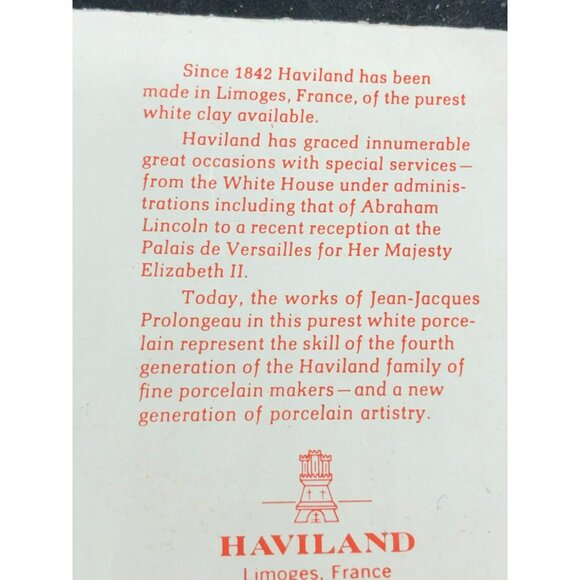 Since 1842 Haviland has been
made in Limoges, France, of the purest
white clay available.
Haviland has graced innumerable
great occasions with special services—
from the White House under adminis-
trations including that of Abraham
Lincoln to a recent reception at the
Palais de Versailles for Her Majesty
Elizabeth II.
Today, the works of Jean-Jacques
Prolongeau in this purest white porce-
lain represent the skill of the fourth
generation of the Haviland family of
fine porcelain makers—and a new
generation of porcelain artistry.
HAVILAND
Limoges, France